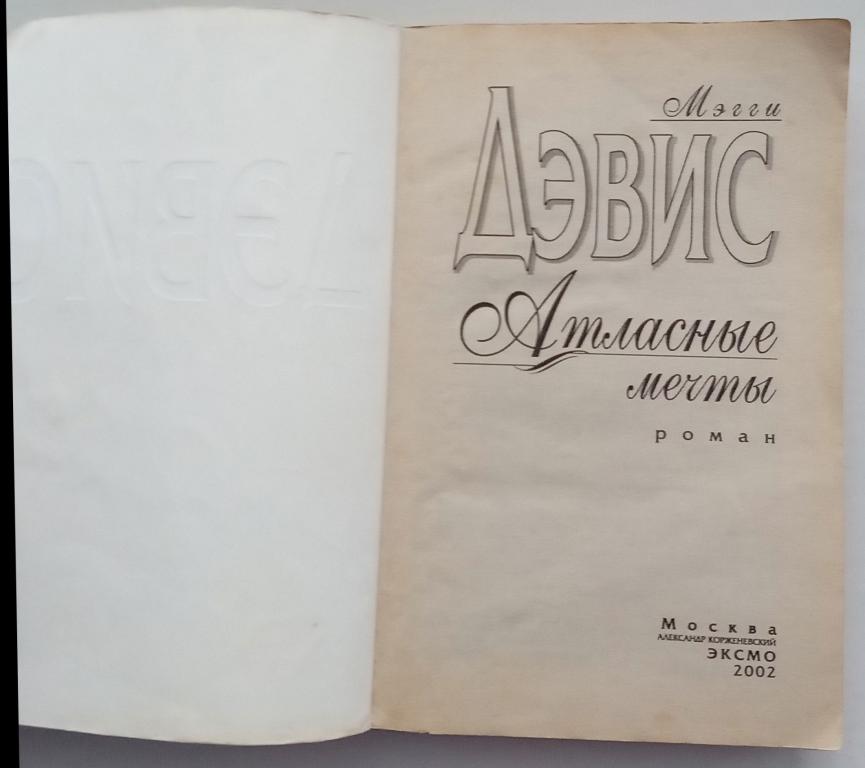 Мэгги
ДЭВИС
Атласные
мечты
роман
Москва
АЛЕКСАНДР КОРЖЕНЕВСКИЙ
ЭКСМО
2002